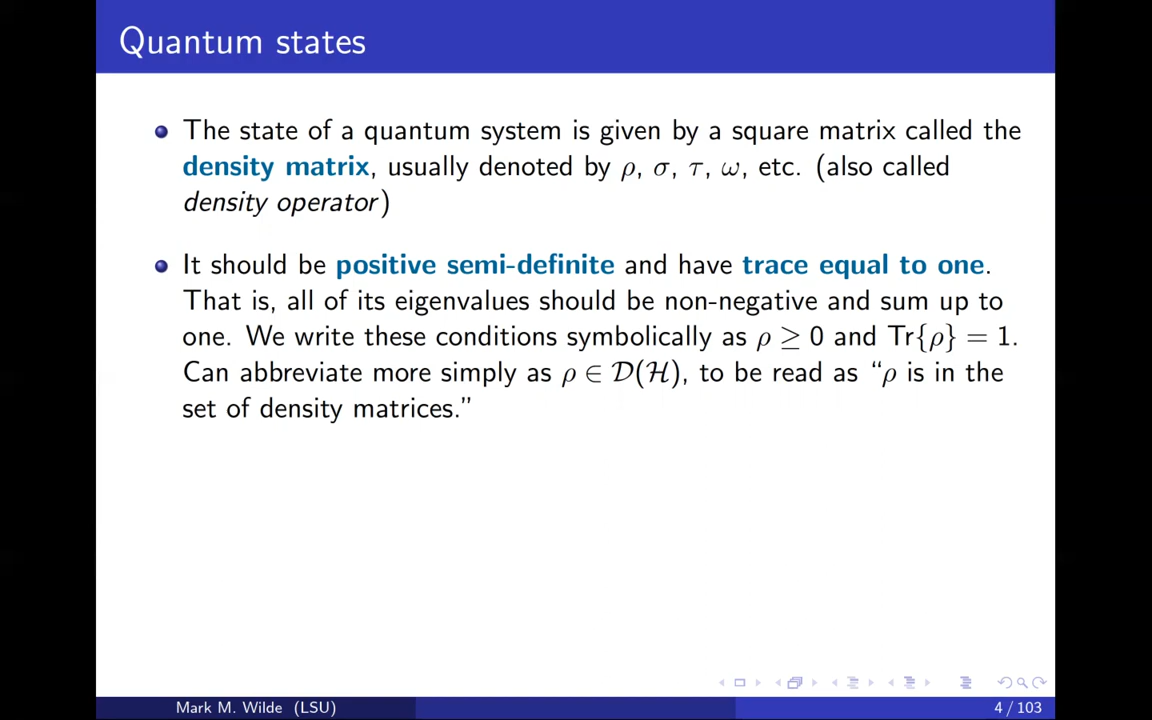 Quantum states
The state of a quantum system is given by a square matrix called the
density matrix, usually denoted by ρ, σ, τ, ω, etc. (also called
density operator)
It should be positive semi-definite and have trace equal to one.
That is, all of its eigenvalues should be non-negative and sum up to
one. We write these conditions symbolically as ρ ≥ 0 and Tr{ρ} = 1.
Can abbreviate more simply as ρ ∈ 𝒟(ℋ), to be read as “ρ is in the
set of density matrices.”
Mark M. Wilde (LSU)
4 / 103